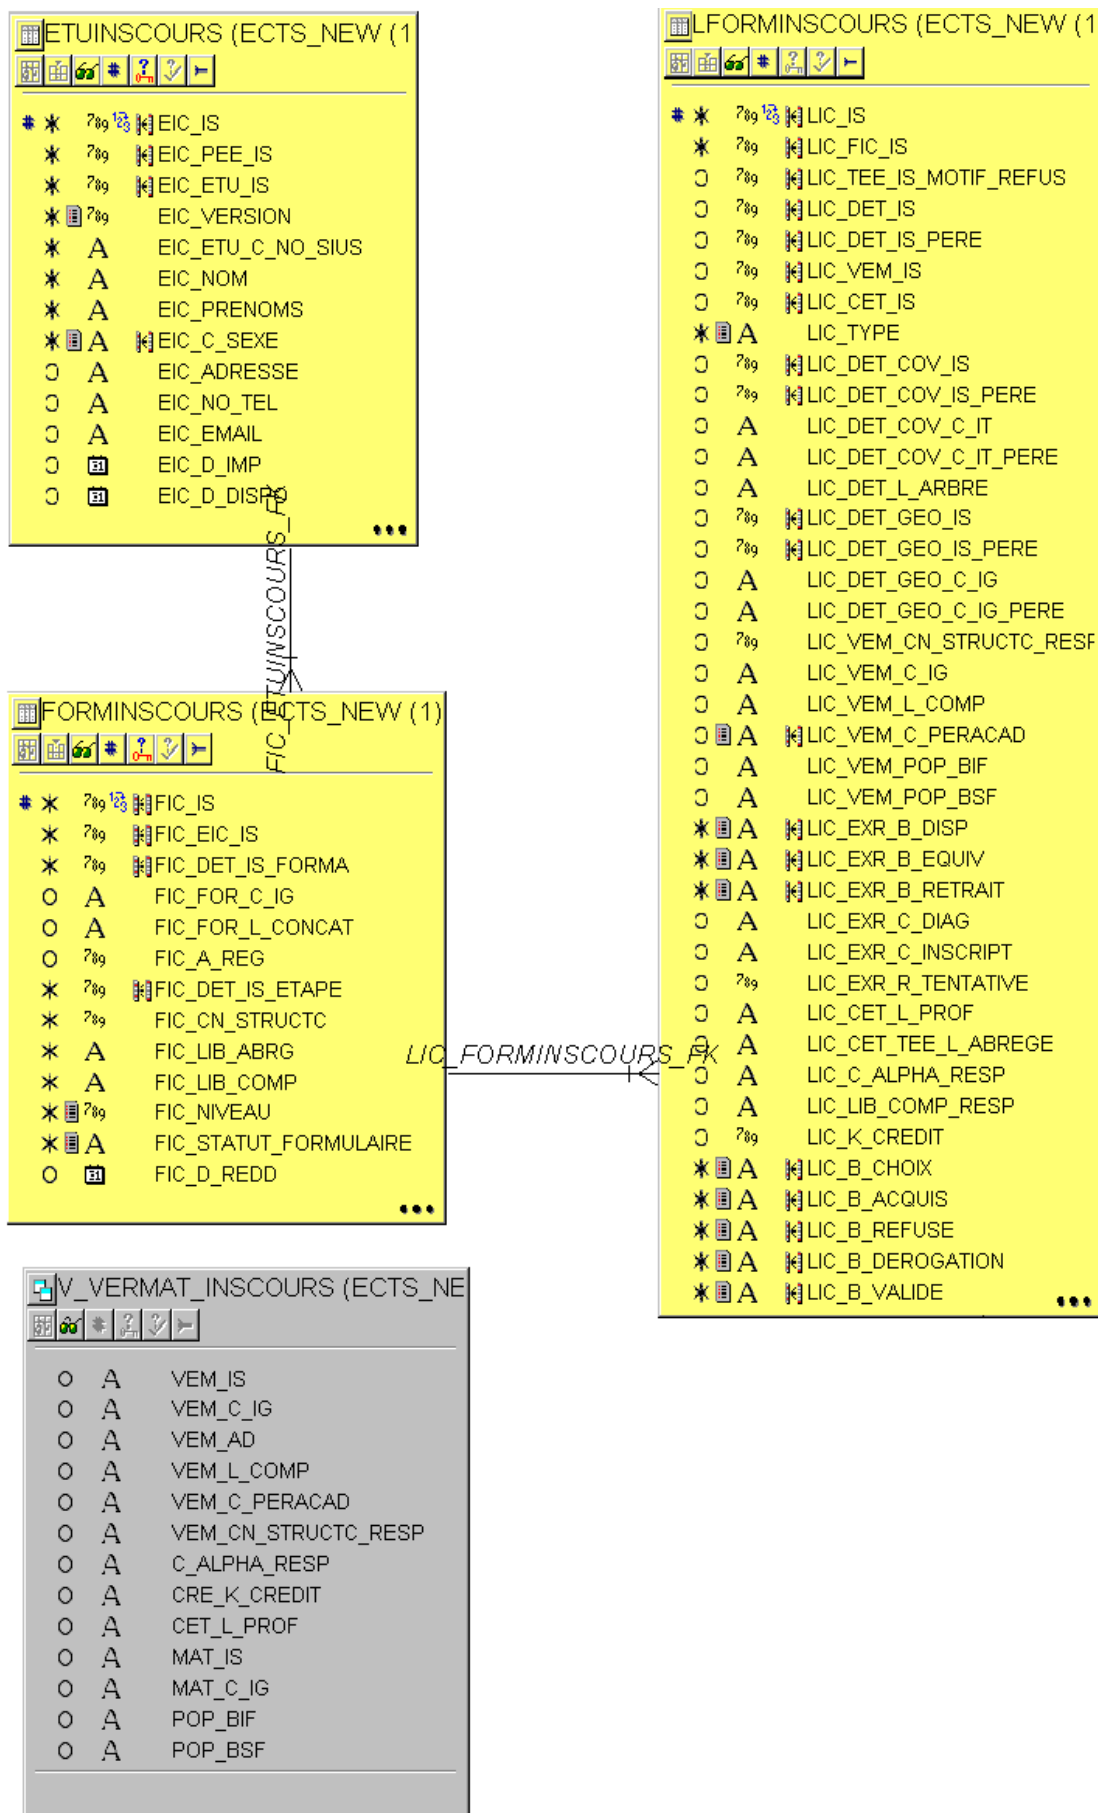 ETUINSCOURS (ECTS_NEW (1
EIC_IS
EIC_PEE_IS
EIC_ETU_IS
EIC_VERSION
EIC_ETU_C_NO_SIUS
EIC_NOM
EIC_PRENOMS
EIC_C_SEXE
EIC_ADRESSE
EIC_NO_TEL
EIC_EMAIL
EIC_D_IMP
EIC_D_DISPO
FIC_ETUINSCOURS_FK
FORMINSCOURS (ECTS_NEW (1)
FIC_IS
FIC_EIC_IS
FIC_DET_IS_FORMA
FIC_FOR_C_IG
FIC_FOR_L_CONCAT
FIC_A_REG
FIC_DET_IS_ETAPE
FIC_CN_STRUCTC
FIC_LIB_ABRG
FIC_LIB_COMP
FIC_NIVEAU
FIC_STATUT_FORMULAIRE
FIC_D_REDD
LIC_FORMINSCOURS_FK
LFORMINSCOURS (ECTS_NEW (1
LIC_IS
LIC_FIC_IS
LIC_TEE_IS_MOTIF_REFUS
LIC_DET_IS
LIC_DET_IS_PERE
LIC_VEM_IS
LIC_CET_IS
LIC_TYPE
LIC_DET_COV_IS
LIC_DET_COV_IS_PERE
LIC_DET_COV_C_IT
LIC_DET_COV_C_IT_PERE
LIC_DET_L_ARBRE
LIC_DET_GEO_IS
LIC_DET_GEO_IS_PERE
LIC_DET_GEO_C_IG
LIC_DET_GEO_C_IG_PERE
LIC_VEM_CN_STRUCTC_RESP
LIC_VEM_C_IG
LIC_VEM_L_COMP
LIC_VEM_C_PERACAD
LIC_VEM_POP_BIF
LIC_VEM_POP_BSF
LIC_EXR_B_DISP
LIC_EXR_B_EQUIV
LIC_EXR_B_RETRAIT
LIC_EXR_C_DIAG
LIC_EXR_C_INSCRIPT
LIC_EXR_R_TENTATIVE
LIC_CET_L_PROF
LIC_CET_TEE_L_ABREGE
LIC_C_ALPHA_RESP
LIC_LIB_COMP_RESP
LIC_K_CREDIT
LIC_B_CHOIX
LIC_B_ACQUIS
LIC_B_REFUSE
LIC_B_DEROGATION
LIC_B_VALIDE
V_VERMAT_INSCOURS (ECTS_NE
VEM_IS
VEM_C_IG
VEM_AD
VEM_L_COMP
VEM_C_PERACAD
VEM_CN_STRUCTC_RESP
C_ALPHA_RESP
CRE_K_CREDIT
CET_L_PROF
MAT_IS
MAT_C_IG
POP_BIF
POP_BSF